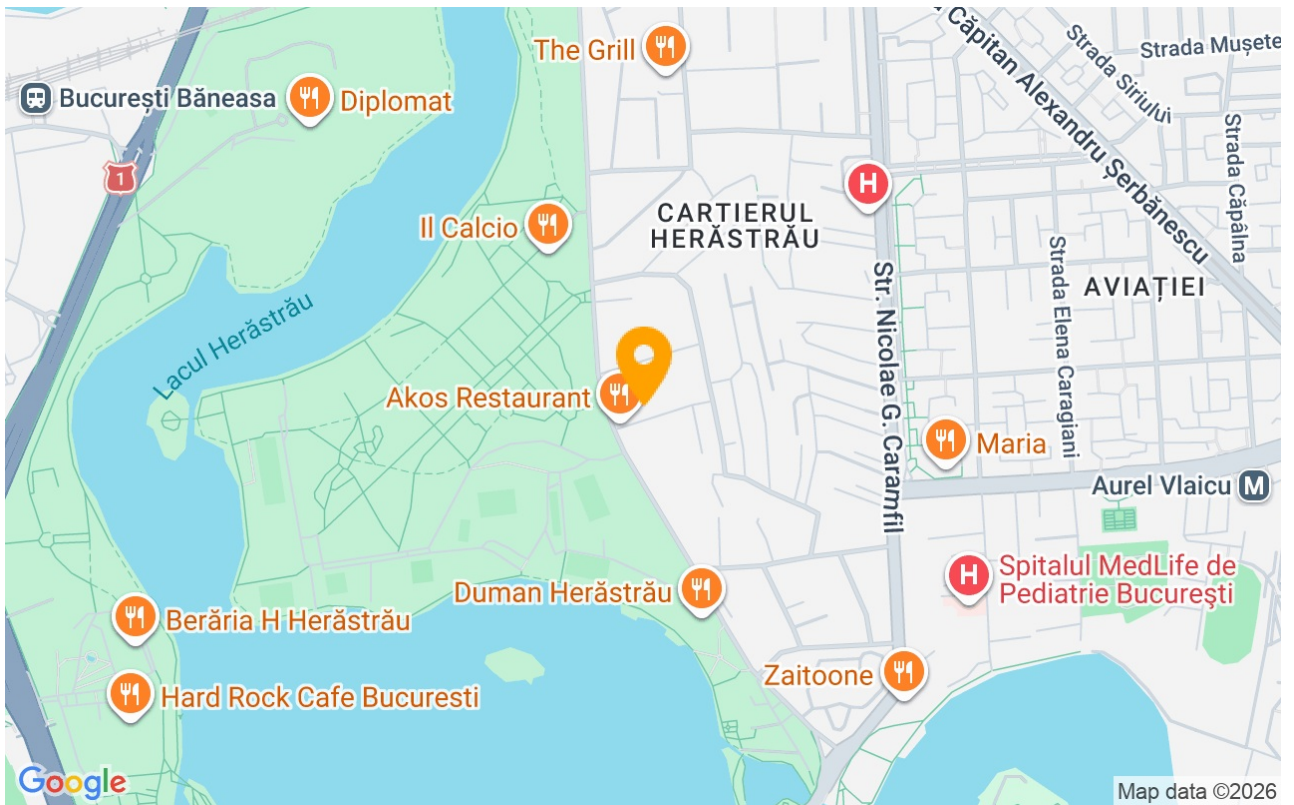 Căpitan Alexandru Șerbănescu
Strada Siriului
Strada Mușete
The Grill
București Băneasa
Diplomat
1
Strada Căpâlna
H
Il Calcio
CARTIERUL
HERĂSTRĂU
Strada Elena Caragiani
AVIAȚIEI
Str. Nicolae G. Caramfil
Lacul Herăstrău
Akos Restaurant
Maria
Aurel Vlaicu M
H
Spitalul MedLife de
Pediatrie București
Duman Herăstrău
Berăria H Herăstrău
Zaitoone
Hard Rock Cafe Bucuresti
Google
Map data ©2026